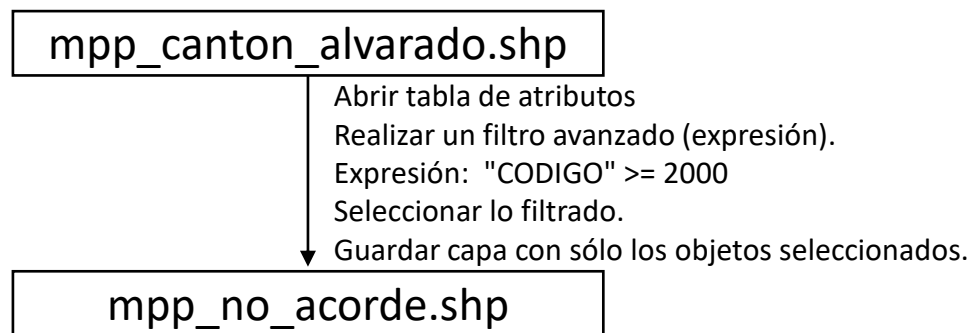 mpp_canton_alvarado.shp
Abrir tabla de atributos
Realizar un filtro avanzado (expresión).
Expresión:  "CODIGO" >= 2000
Seleccionar lo filtrado.
Guardar capa con sólo los objetos seleccionados.
mpp_no_acorde.shp